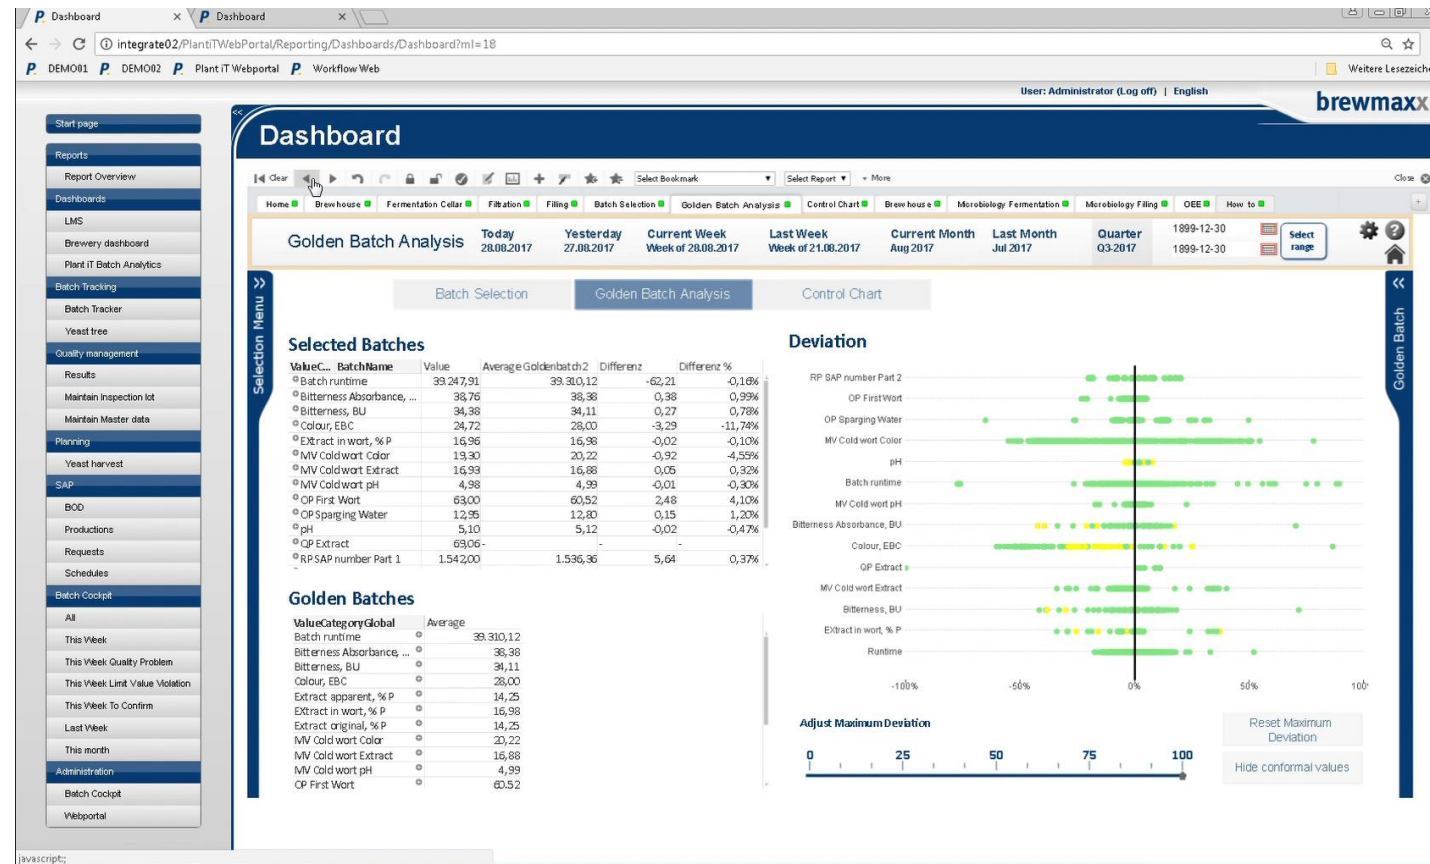 Dashboard
Dashboard
integrate02/PlantiTWebPortal/Reporting/Dashboards/Dashboard?ml=18
DEMO01 DEMO02 Plant iT Webportal Workflow Web
User: Administrator (Log off) | English
brewmaxx
Start page
Reports
Report Overview
Dashboards
LMS
Brewery dashboard
Plant iT Batch Analytics
Batch Tracking
Batch Tracker
Yeast tree
Quality management
Results
Maintain Inspection lot
Maintain Master data
Planning
Yeast harvest
SAP
BOD
Productions
Requests
Schedules
Batch Cockpit
All
This Week
This Week Quality Problem
This Week Limit Value Violation
This Week To Confirm
Last Week
This month
Administration
Batch Cockpit
Webportal
Dashboard
Clear Select Bookmark Select Report + More Close
Home Brewhouse Fermentation Cellar Filtration Filing Batch Selection Golden Batch Analysis Control Chart Brewhouse Microbiology Fermentation Microbiology Filing OEE How to
Golden Batch Analysis
Today
28.08.2017
Yesterday
27.08.2017
Current Week
Week of 28.08.2017
Last Week
Week of 21.08.2017
Current Month
Aug 2017
Last Month
Jul 2017
Quarter
Q3-2017
1899-12-30
1899-12-30
Select
range
Selection Menu
Golden Batch
Batch Selection Golden Batch Analysis Control Chart
Selected Batches
ValueC... BatchName Value Average Goldenbatch2 Differenz Differenz %
Batch runtime 39.247,91 39.310,12 -62,21 -0,16%
Bitterness Absorbance, ... 38,76 38,38 0,38 0,99%
Bitterness, BU 34,38 34,11 0,27 0,78%
Colour, EBC 24,72 28,00 -3,29 -11,74%
EXtract in wort, % P 16,96 16,98 -0,02 -0,10%
MV Cold wort Color 19,30 20,22 -0,92 -4,55%
MV Cold wort Extract 16,93 16,88 0,05 0,32%
MV Cold wort pH 4,98 4,99 -0,01 -0,30%
OP First Wort 63,00 60,52 2,48 4,10%
OP Sparging Water 12,95 12,80 0,15 1,20%
pH 5,10 5,12 -0,02 -0,47%
QP Extract 69,06 - - -
RP SAP number Part 1 1.542,00 1.536,36 5,64 0,37%
Golden Batches
ValueCategoryGlobal Average
Batch runtime 39.310,12
Bitterness Absorbance, ... 38,38
Bitterness, BU 34,11
Colour, EBC 28,00
Extract apparent, % P 14,25
EXtract in wort, % P 16,98
Extract original, % P 14,25
MV Cold wort Color 20,22
MV Cold wort Extract 16,88
MV Cold wort pH 4,99
OP First Wort 60,52
Deviation
RP SAP number Part 2
OP First Wort
OP Sparging Water
MV Cold wort Color
pH
Batch runtime
MV Cold wort pH
Bitterness Absorbance, BU
Colour, EBC
QP Extract
MV Cold wort Extract
Bitterness, BU
EXtract in wort, % P
Runtime
-100% -50% 0% 50%
Adjust Maximum Deviation
0 25 50 75 100
Reset Maximum
Deviation
Hide conformal values
javascript:;